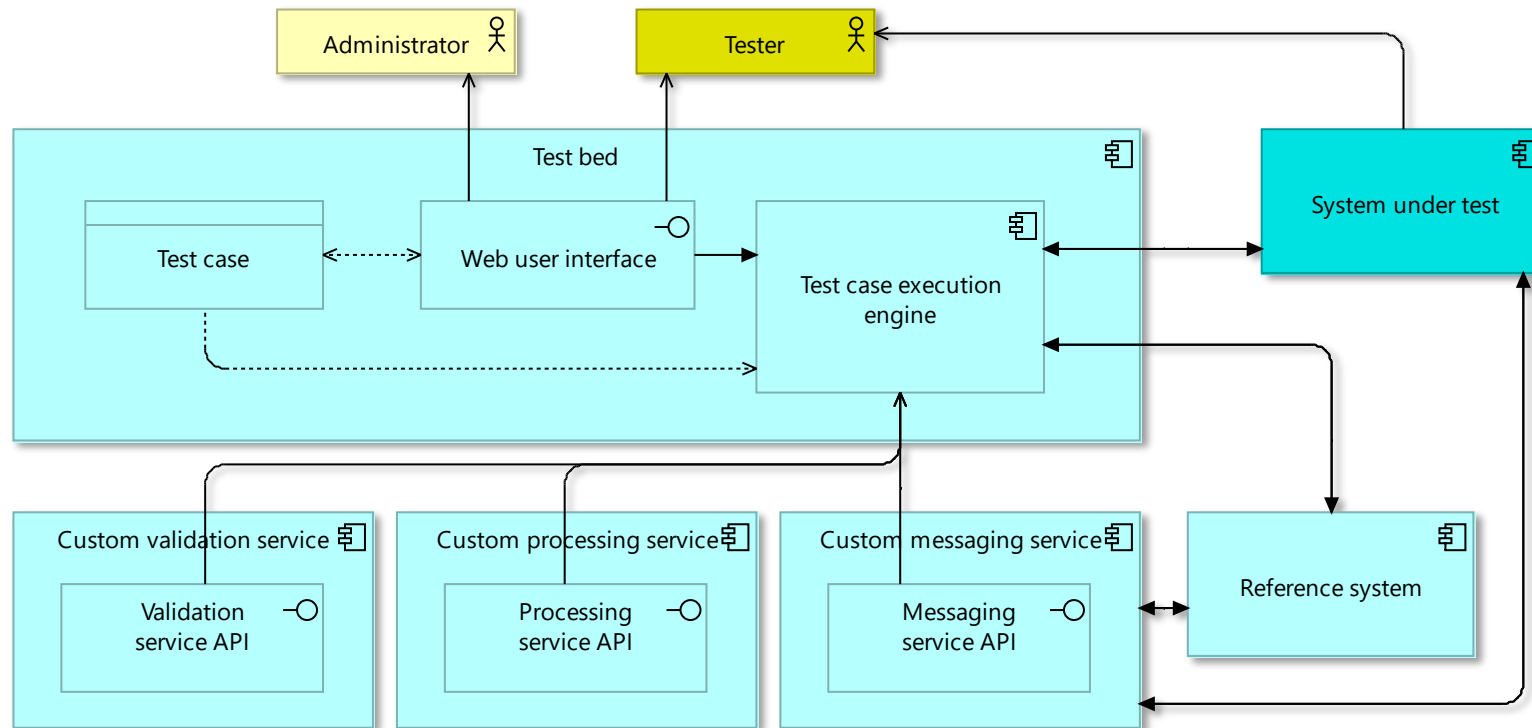 Administrator
Tester
Test bed
System under test
Test case
Web user interface
Test case execution
engine
Custom validation service
Custom processing service
Custom messaging service
Reference system
Validation
service API
Processing
service API
Messaging
service API